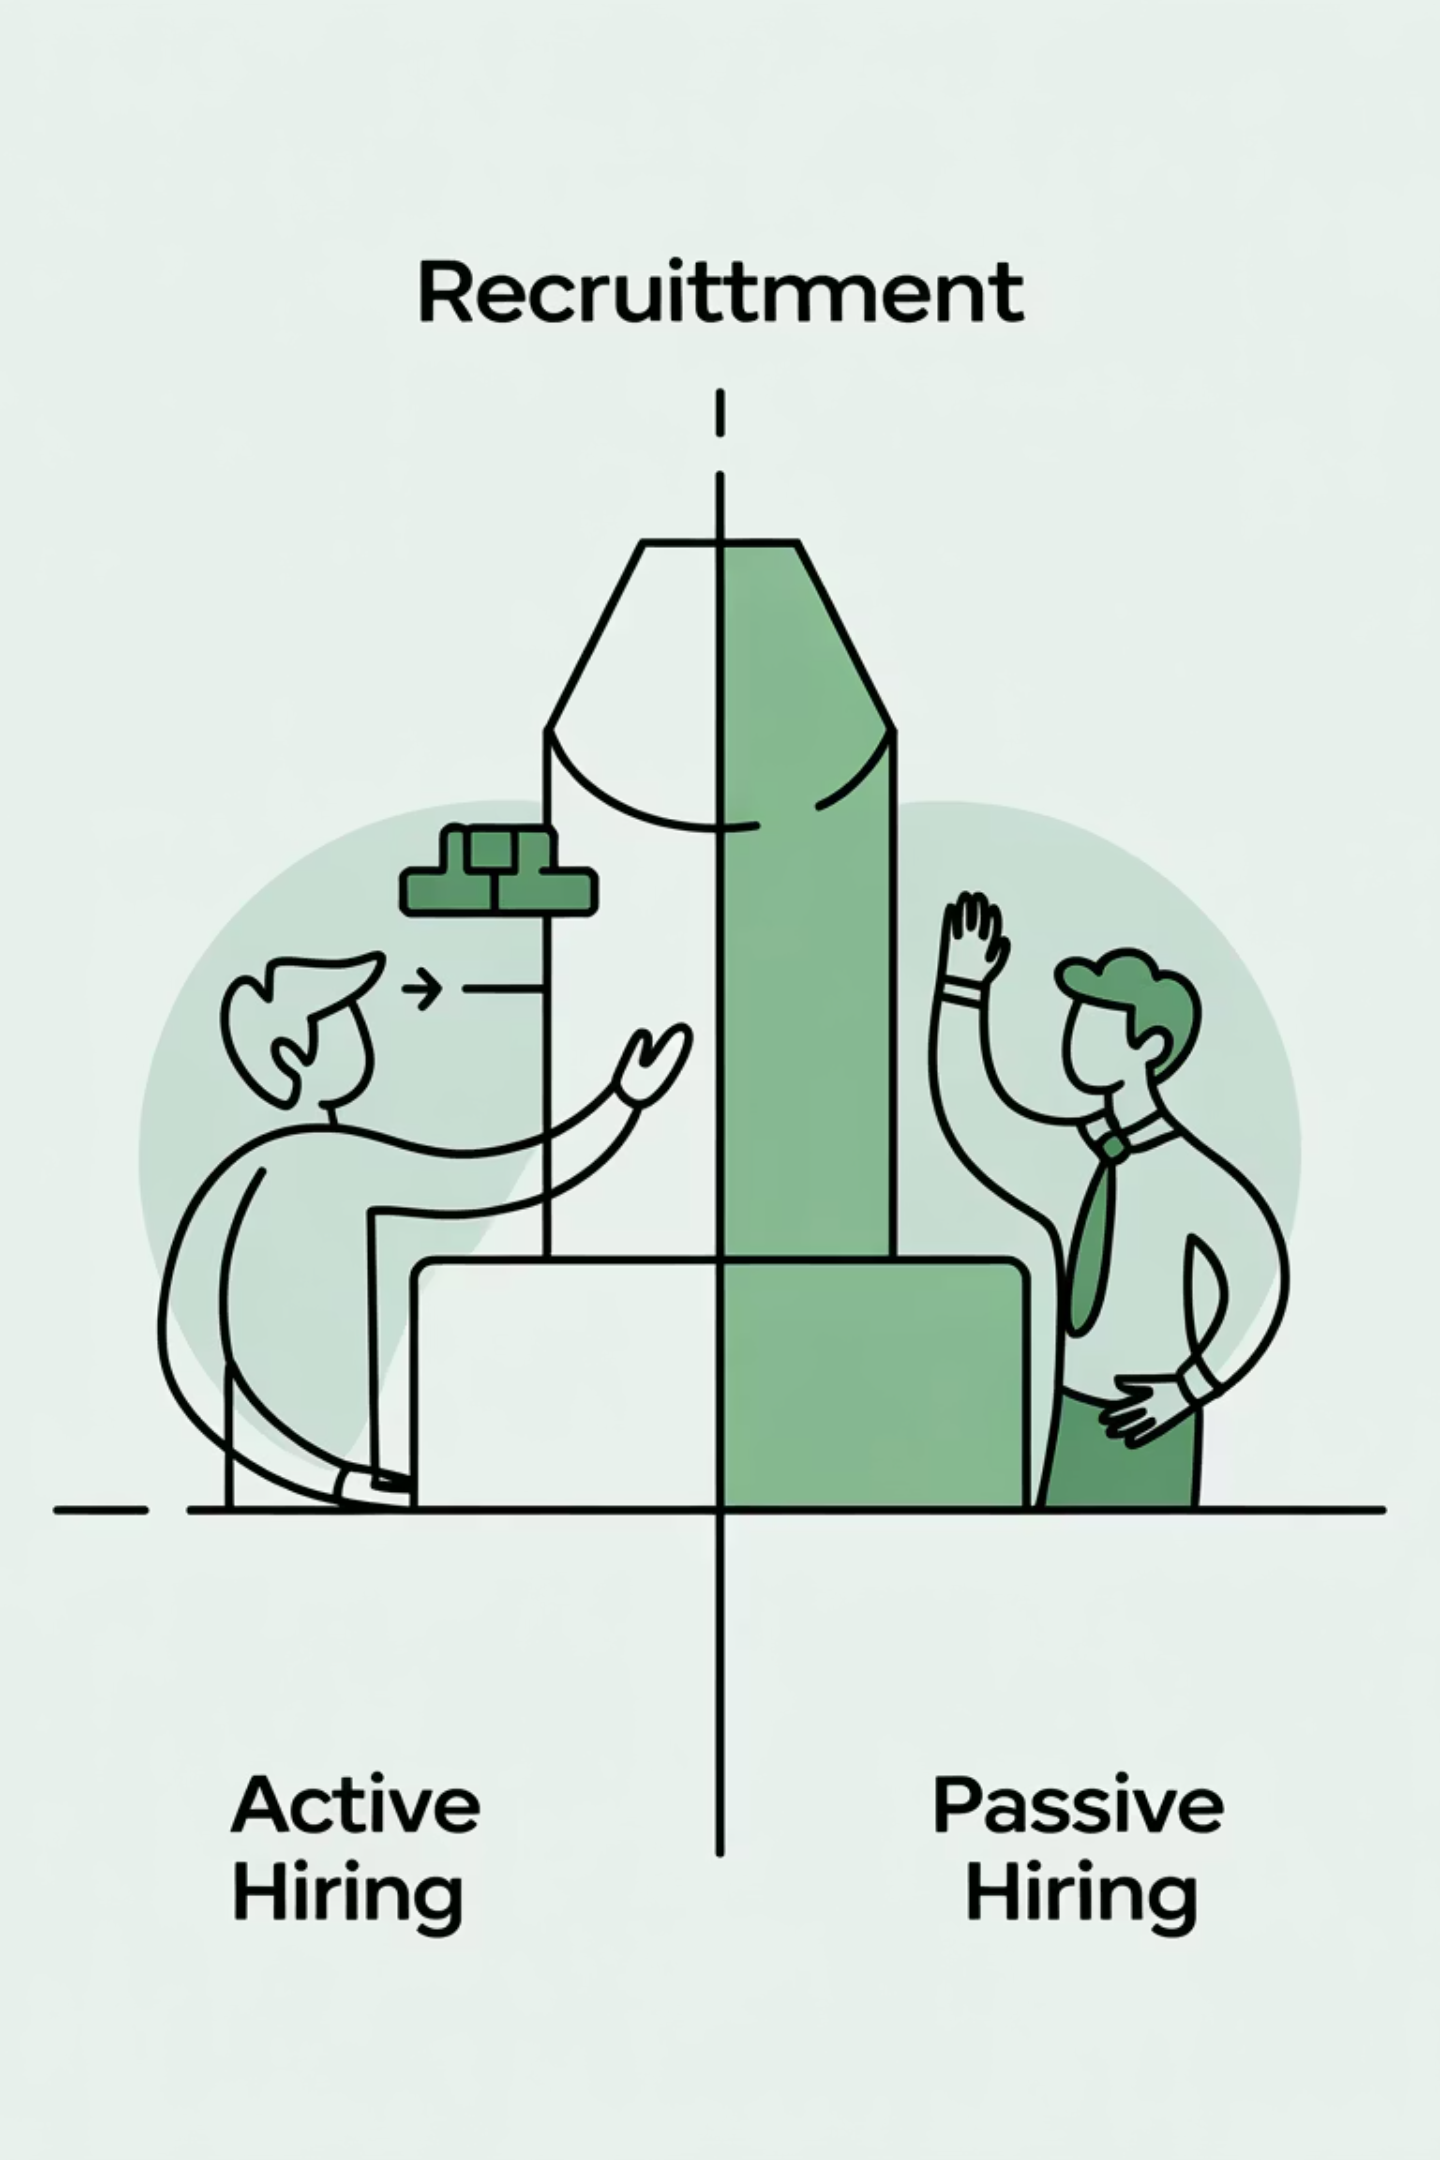 Recruittment
Active
Hiring
Passive
Hiring